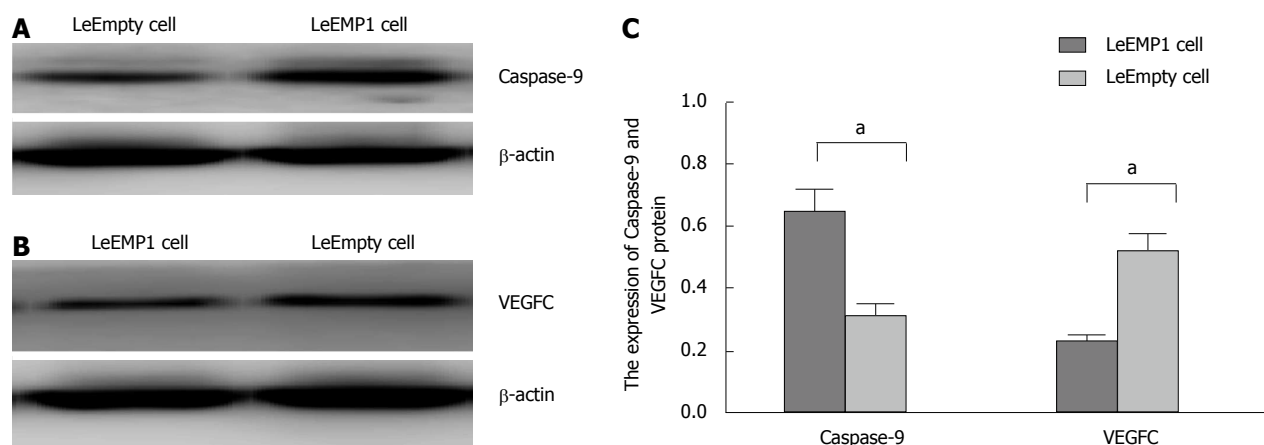 A
LeEmpty cell LeEMP1 cell
Caspase-9
β-actin
B
LeEMP1 cell LeEmpty cell
VEGFC
β-actin
C
LeEMP1 cell
LeEmpty cell
The expression of Caspase-9 and
VEGFC protein
1.0
0.8
0.6
0.4
0.2
0.0
a
a
Caspase-9 VEGFC